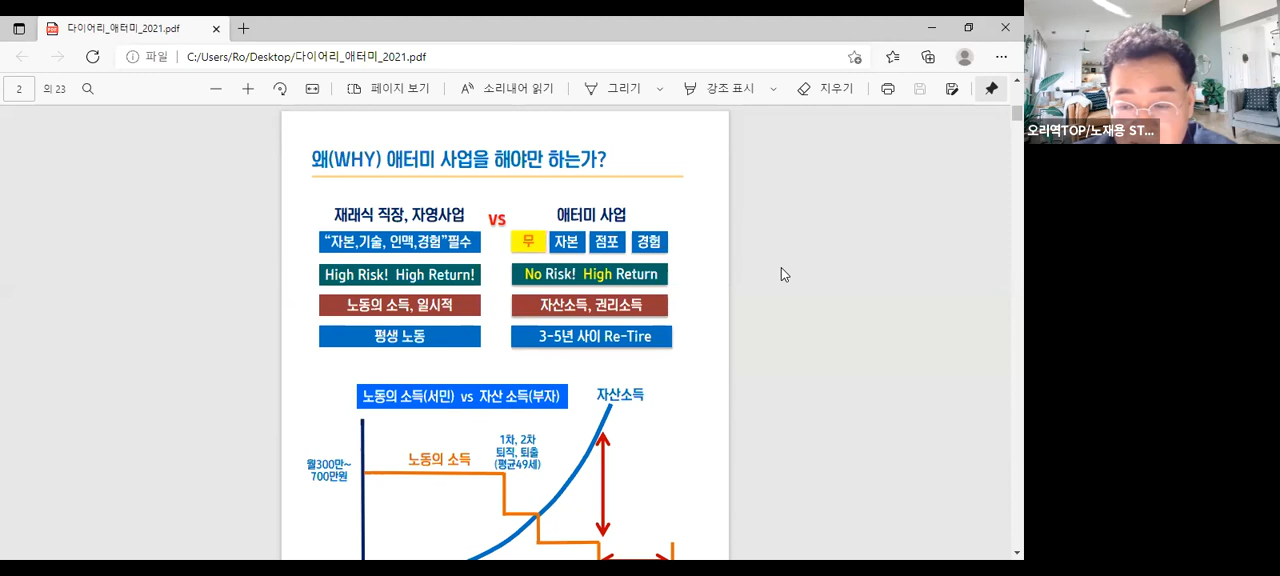 다이어리_애터미_2021.pdf
파일 C:/Users/Ro/Desktop/다이어리_애터미_2021.pdf
2 의 23 페이지 보기 소리내어 읽기 그리기 강조 표시 지우기
오리역TOP/노재용 ST...
왜(WHY) 애터미 사업을 해야만 하는가?
재래식 직장, 자영사업 VS 애터미 사업
“자본,기술, 인맥,경험”필수 무 자본 점포 경험
High Risk! High Return! No Risk! High Return
노동의 소득, 일시적 자산소득, 권리소득
평생 노동 3-5년 사이 Re-Tire
노동의 소득(서민) vs 자산 소득(부자) 자산소득
1차, 2차
퇴직, 퇴출
(평균49세)
노동의 소득
월300만~
700만원